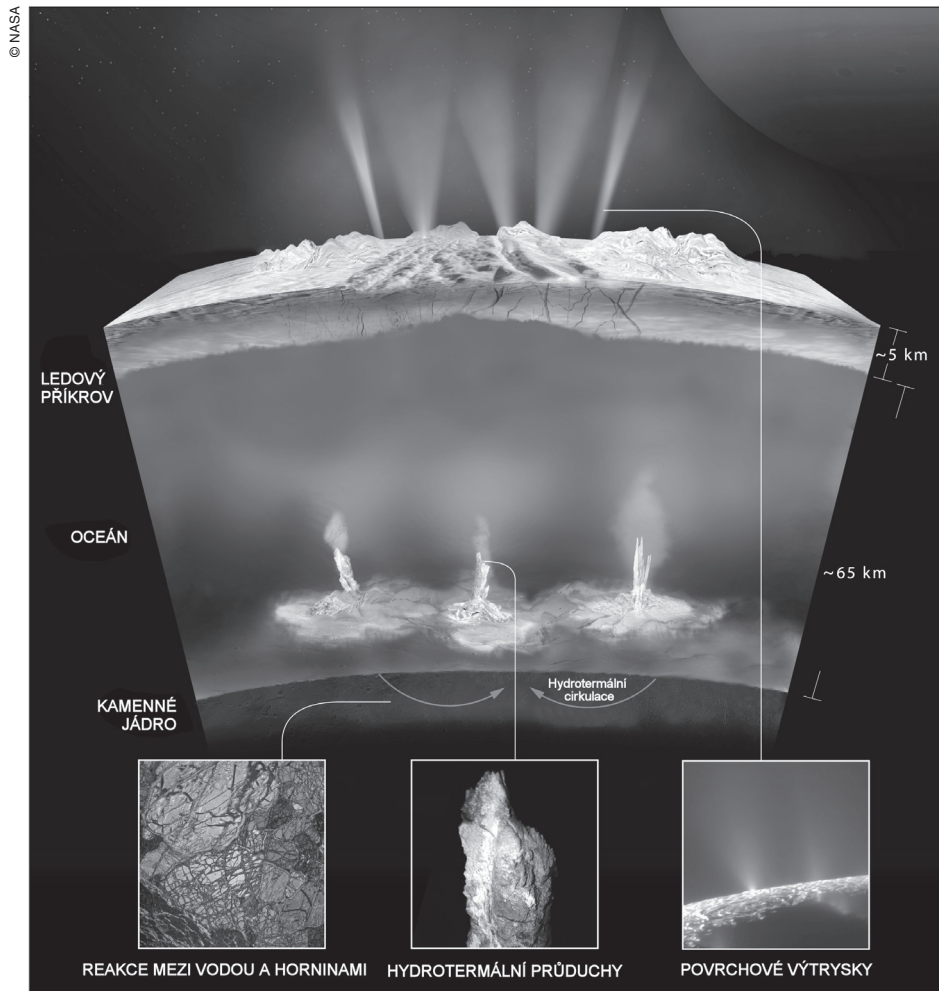 © NASA
~5 km
LEDOVÝ
PŘÍKROV
OCEÁN
~65 km
Hydrotermální
cirkulace
KAMENNÉ
JÁDRO
REAKCE MEZI VODOU A HORNINAMI
HYDROTERMÁLNÍ PRŮDUCHY
POVRCHOVÉ VÝTRYSKY